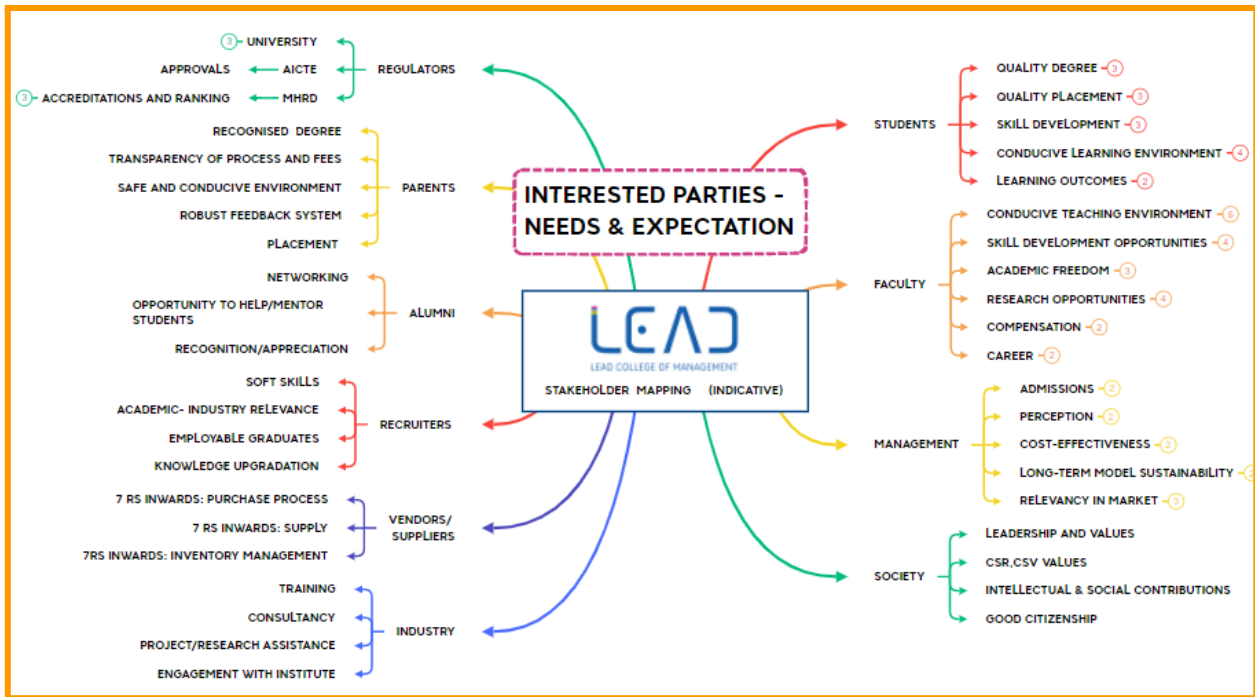 INTERESTED PARTIES -
NEEDS & EXPECTATION
LEAD
LEAD COLLEGE OF MANAGEMENT
STAKEHOLDER MAPPING (INDICATIVE)
REGULATORS
3 UNIVERSITY
APPROVALS AICTE
3 ACCREDITATIONS AND RANKING MHRD
PARENTS
RECOGNISED DEGREE
TRANSPARENCY OF PROCESS AND FEES
SAFE AND CONDUCIVE ENVIRONMENT
ROBUST FEEDBACK SYSTEM
PLACEMENT
ALUMNI
NETWORKING
OPPORTUNITY TO HELP/MENTOR
STUDENTS
RECOGNITION/APPRECIATION
RECRUITERS
SOFT SKILLS
ACADEMIC- INDUSTRY RELEVANCE
EMPLOYABLE GRADUATES
KNOWLEDGE UPGRADATION
VENDORS/
SUPPLIERS
7 RS INWARDS: PURCHASE PROCESS
7 RS INWARDS: SUPPLY
7RS INWARDS: INVENTORY MANAGEMENT
INDUSTRY
TRAINING
CONSULTANCY
PROJECT/RESEARCH ASSISTANCE
ENGAGEMENT WITH INSTITUTE
STUDENTS
QUALITY DEGREE 3
QUALITY PLACEMENT 3
SKILL DEVELOPMENT 3
CONDUCIVE LEARNING ENVIRONMENT 4
LEARNING OUTCOMES 2
FACULTY
CONDUCIVE TEACHING ENVIRONMENT 6
SKILL DEVELOPMENT OPPORTUNITIES 4
ACADEMIC FREEDOM 3
RESEARCH OPPORTUNITIES 4
COMPENSATION 2
CAREER 2
MANAGEMENT
ADMISSIONS 2
PERCEPTION 2
COST-EFFECTIVENESS 2
LONG-TERM MODEL SUSTAINABILITY
RELEVANCY IN MARKET 3
SOCIETY
LEADERSHIP AND VALUES
CSR,CSV VALUES
INTELLECTUAL & SOCIAL CONTRIBUTIONS
GOOD CITIZENSHIP